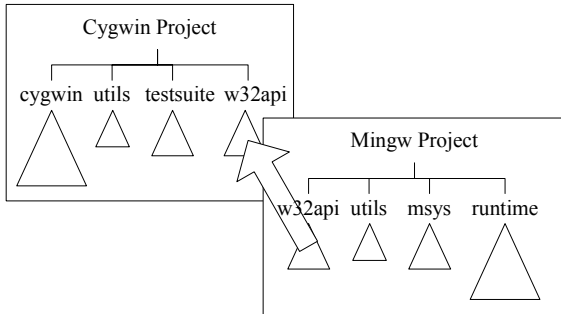 Cygwin Project
cygwin utils testsuite w32api
Mingw Project
w32api utils msys runtime